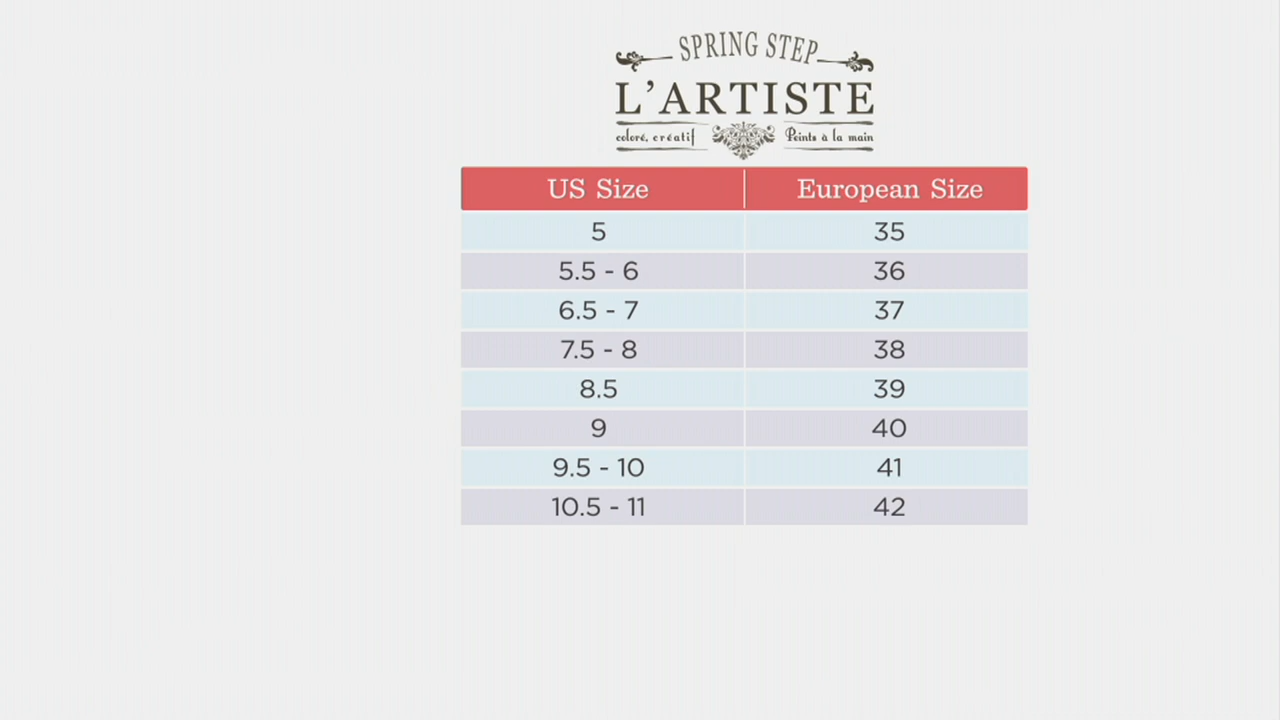 SPRING STEP
L'ARTISTE
coloré, créatif Peints à la main
US Size European Size
5 35
5.5 - 6 36
6.5 - 7 37
7.5 - 8 38
8.5 39
9 40
9.5 - 10 41
10.5 - 11 42